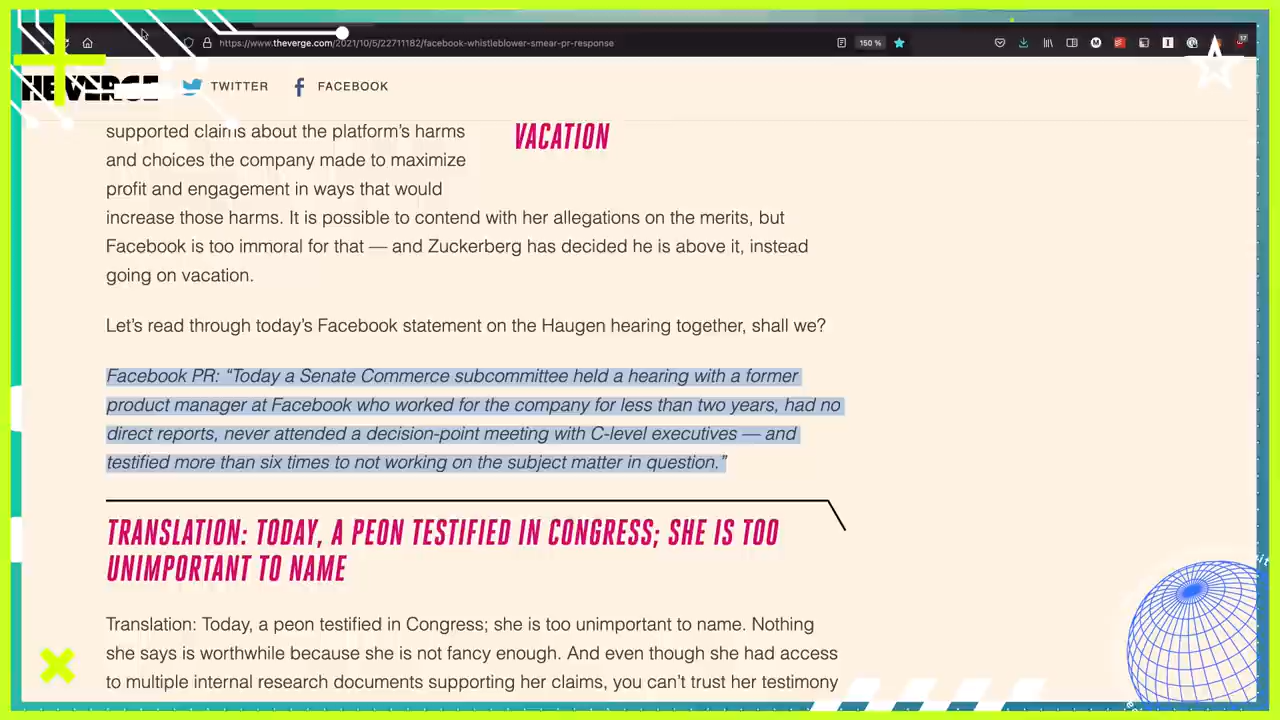 https://www.theverge.com/2021/10/5/22711182/facebook-whistleblower-smear-pr-response
150 %
TWITTER
FACEBOOK
supported claims about the platform's harms
and choices the company made to maximize
profit and engagement in ways that would
VACATION
increase those harms. It is possible to contend with her allegations on the merits, but
Facebook is too immoral for that — and Zuckerberg has decided he is above it, instead
going on vacation.
Let's read through today's Facebook statement on the Haugen hearing together, shall we?
Facebook PR: “Today a Senate Commerce subcommittee held a hearing with a former
product manager at Facebook who worked for the company for less than two years, had no
direct reports, never attended a decision-point meeting with C-level executives — and
testified more than six times to not working on the subject matter in question.”
TRANSLATION: TODAY, A PEON TESTIFIED IN CONGRESS; SHE IS TOO
UNIMPORTANT TO NAME
Translation: Today, a peon testified in Congress; she is too unimportant to name. Nothing
she says is worthwhile because she is not fancy enough. And even though she had access
to multiple internal research documents supporting her claims, you can't trust her testimony